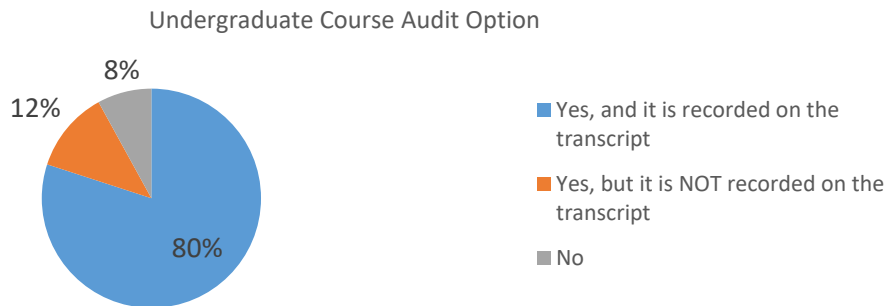 Undergraduate Course Audit Option
8%
12%
80%
Yes, and it is recorded on the
transcript
Yes, but it is NOT recorded on the
transcript
No